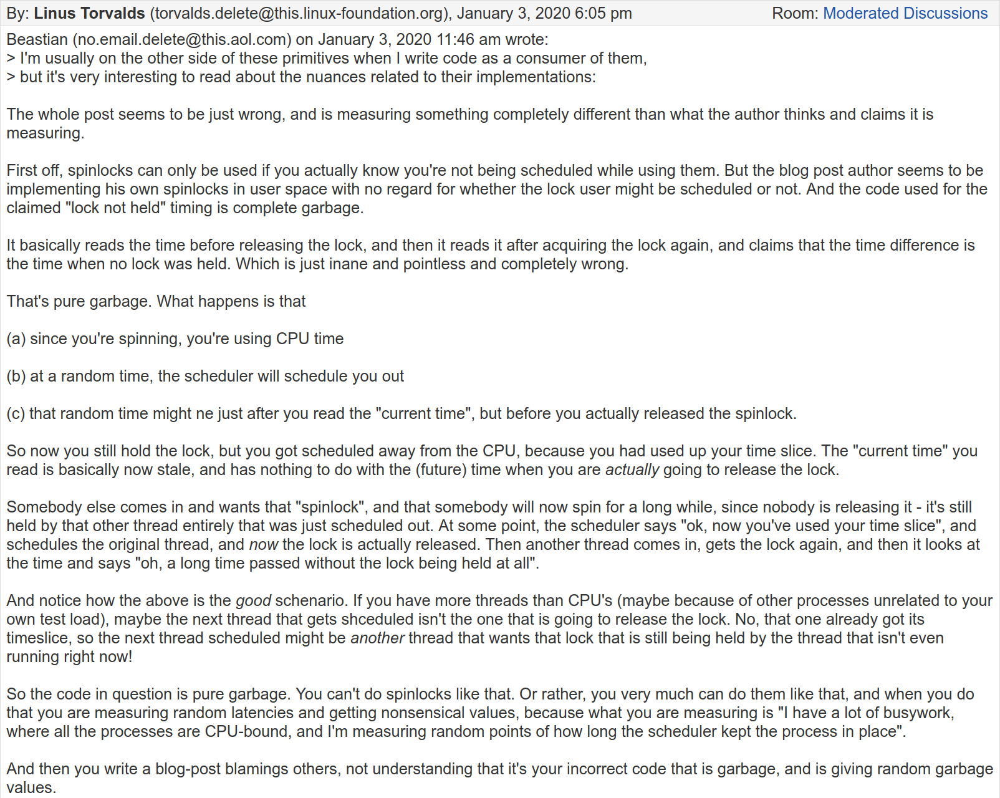 By: Linus Torvalds (torvalds.delete@this.linux-foundation.org), January 3, 2020 6:05 pm Room: Moderated Discussions
Beastian (no.email.delete@this.aol.com) on January 3, 2020 11:46 am wrote:
> I'm usually on the other side of these primitives when I write code as a consumer of them,
> but it's very interesting to read about the nuances related to their implementations:
The whole post seems to be just wrong, and is measuring something completely different than what the author thinks and claims it is
measuring.
First off, spinlocks can only be used if you actually know you're not being scheduled while using them. But the blog post author seems to be
implementing his own spinlocks in user space with no regard for whether the lock user might be scheduled or not. And the code used for the
claimed "lock not held" timing is complete garbage.
It basically reads the time before releasing the lock, and then it reads it after acquiring the lock again, and claims that the time difference is
the time when no lock was held. Which is just inane and pointless and completely wrong.
That's pure garbage. What happens is that
(a) since you're spinning, you're using CPU time
(b) at a random time, the scheduler will schedule you out
(c) that random time might ne just after you read the "current time", but before you actually released the spinlock.
So now you still hold the lock, but you got scheduled away from the CPU, because you had used up your time slice. The "current time" you
read is basically now stale, and has nothing to do with the (future) time when you are actually going to release the lock.
Somebody else comes in and wants that "spinlock", and that somebody will now spin for a long while, since nobody is releasing it - it's still
held by that other thread entirely that was just scheduled out. At some point, the scheduler says "ok, now you've used your time slice", and
schedules the original thread, and now the lock is actually released. Then another thread comes in, gets the lock again, and then it looks at
the time and says "oh, a long time passed without the lock being held at all".
And notice how the above is the good schenario. If you have more threads than CPU's (maybe because of other processes unrelated to your
own test load), maybe the next thread that gets shceduled isn't the one that is going to release the lock. No, that one already got its
timeslice, so the next thread scheduled might be another thread that wants that lock that is still being held by the thread that isn't even
running right now!
So the code in question is pure garbage. You can't do spinlocks like that. Or rather, you very much can do them like that, and when you do
that you are measuring random latencies and getting nonsensical values, because what you are measuring is "I have a lot of busywork,
where all the processes are CPU-bound, and I'm measuring random points of how long the scheduler kept the process in place".
And then you write a blog-post blamings others, not understanding that it's your incorrect code that is garbage, and is giving random garbage
values.